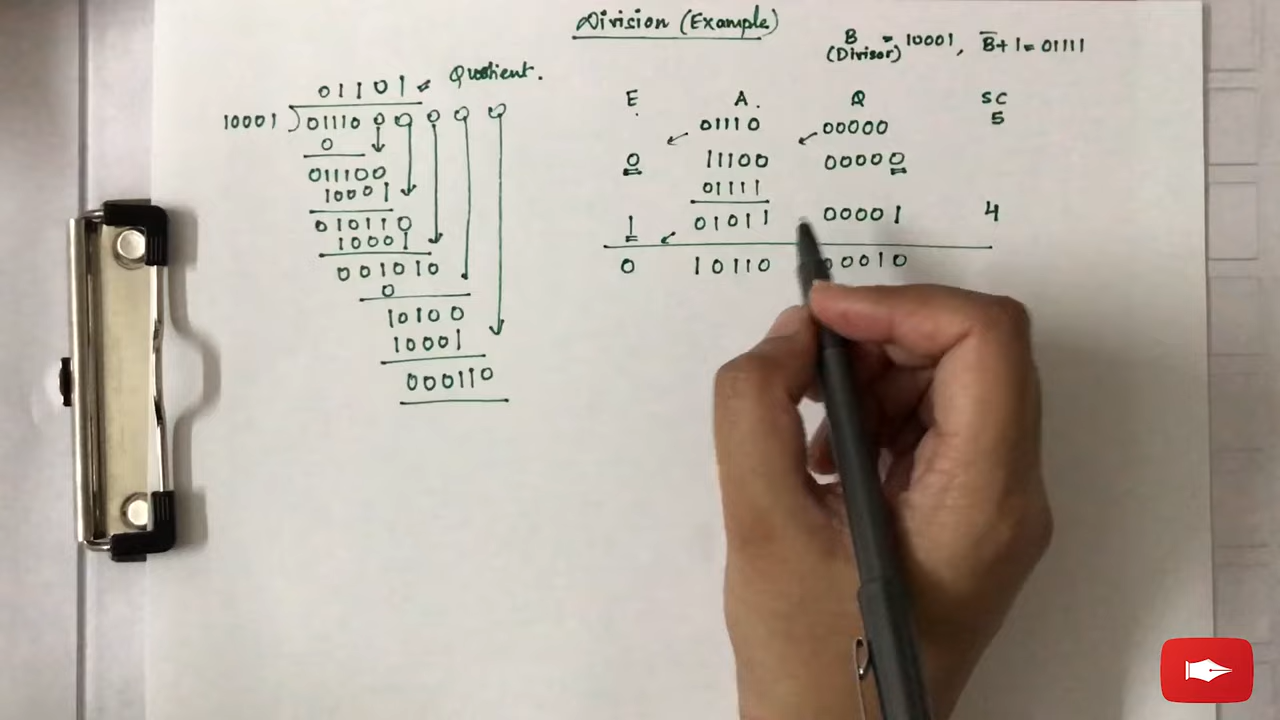 Division (Example)
B = 10001, B̅+1 = 01111
(Divisor)
01101 Quotient.
10001 ) 01110 0 0 0 0 0
0
011100
10001
010110
10001
001010
0
10100
10001
000110
E A. Q SC
01110 00000 5
0 11100 00000
01111
1 01011 00001 4
0 10110 00010